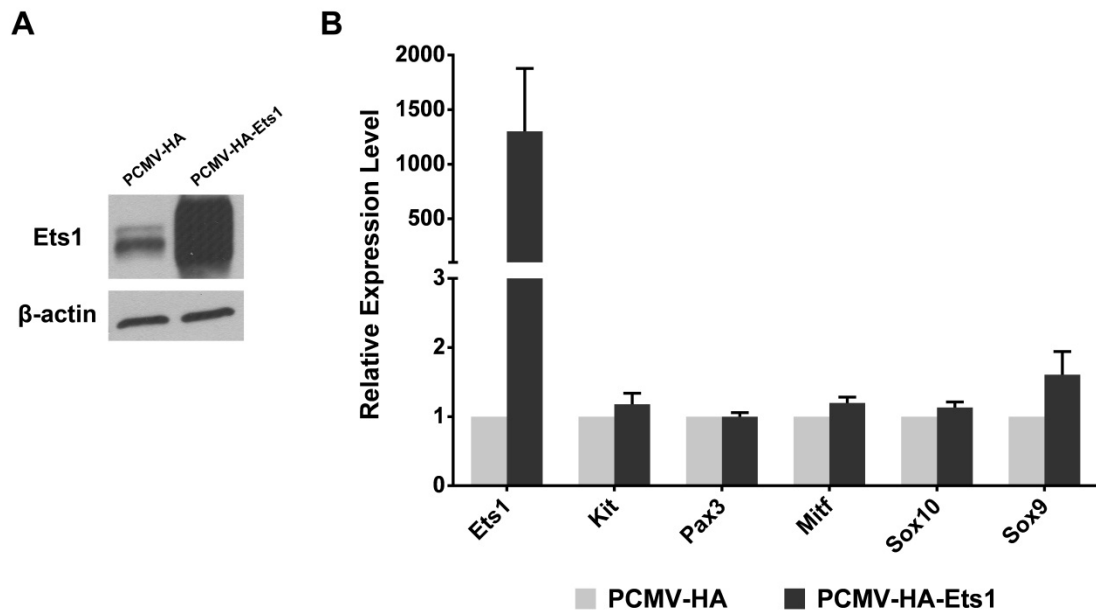 A
PCMV-HA
PCMV-HA-Ets1
Ets1
β-actin
B
Relative Expression Level
2000
1500
1000
500
3
2
1
0
Ets1
Kit
Pax3
Mitf
Sox10
Sox9
PCMV-HA
PCMV-HA-Ets1